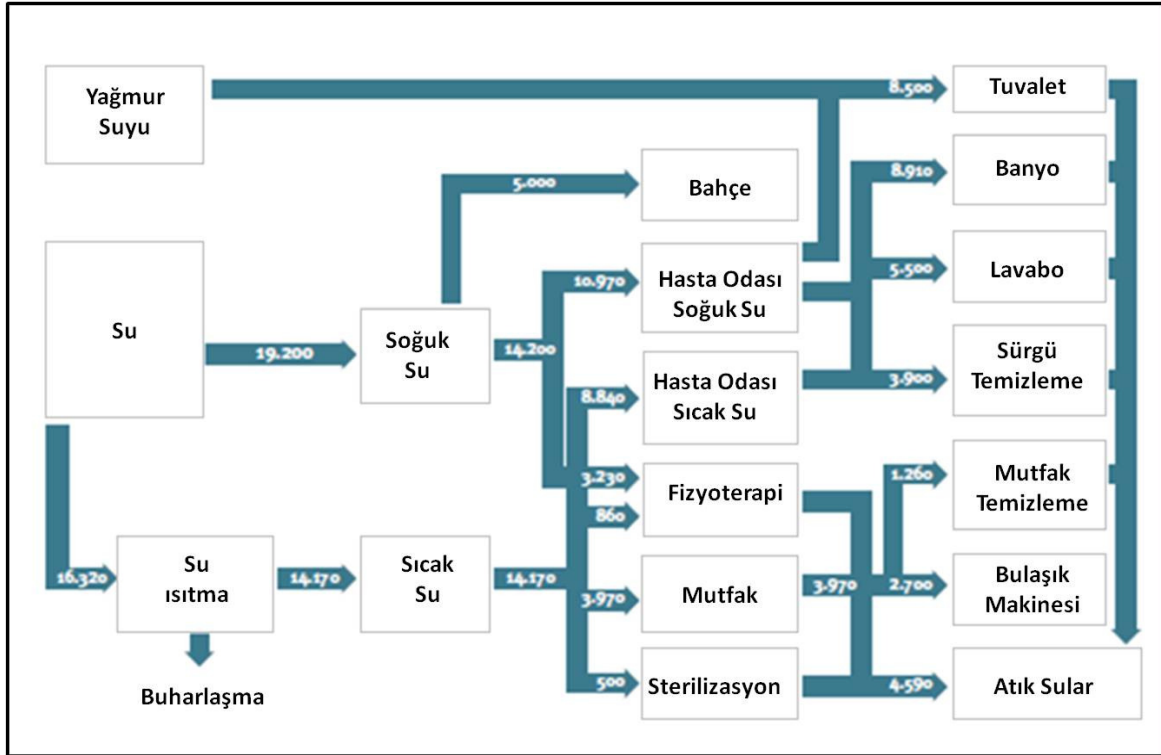 Yağmur
Suyu
8.500
Tuvalet
5.000
Bahçe
8.910
Banyo
Su
19.200
Soğuk
Su
14.200
10.970
Hasta Odası
Soğuk Su
5.500
Lavabo
8.840
Hasta Odası
Sıcak Su
3.900
Sürgü
Temizleme
3.230
860
Fizyoterapi
1.260
Mutfak
Temizleme
16.320
Su
ısıtma
14.170
Sıcak
Su
14.170
3.970
Mutfak
3.970
2.700
Bulaşık
Makinesi
Buharlaşma
500
Sterilizasyon
4.590
Atık Sular